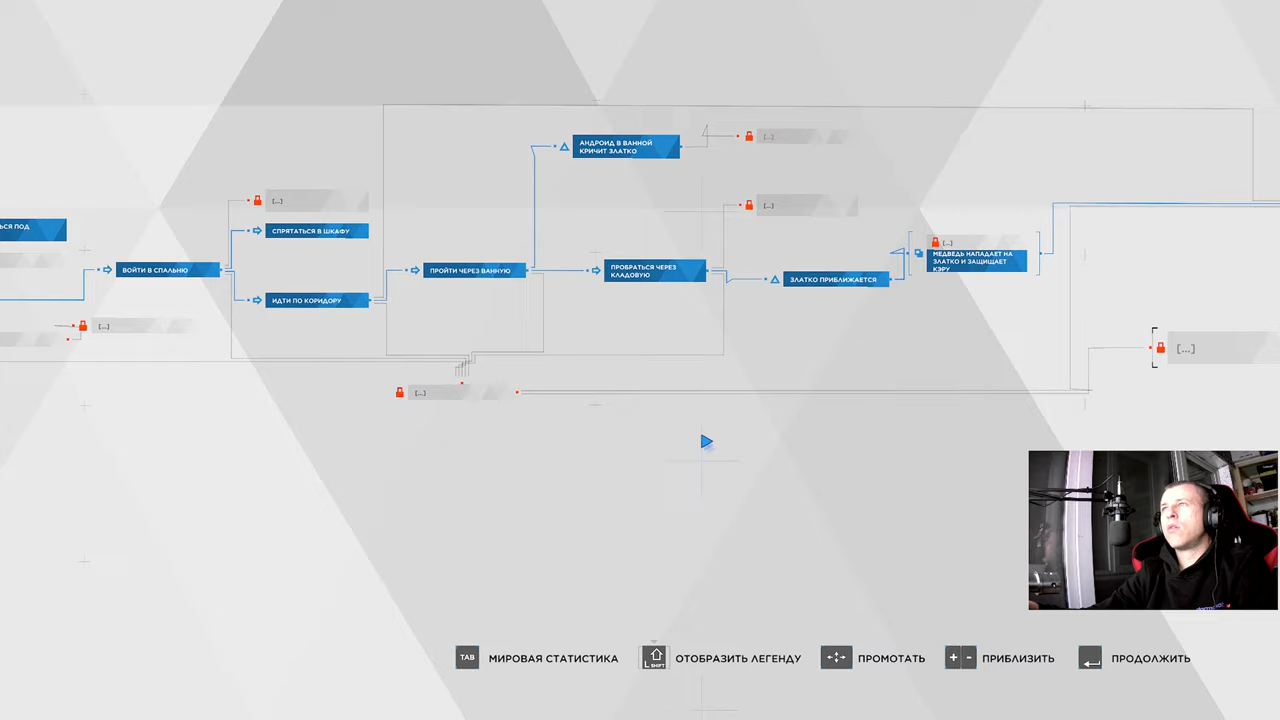 АНДРОИД В ВАННОЙ
КРИЧИТ ЗЛАТКО
[...]
[...]
[...]
ЬСЯ ПОД
СПРЯТАТЬСЯ В ШКАФУ
[...]
МЕДВЕДЬ НАПАДАЕТ НА
ЗЛАТКО И ЗАЩИЩАЕТ
КЭРУ
ВОЙТИ В СПАЛЬНЮ
ПРОЙТИ ЧЕРЕЗ ВАННУЮ
ПРОБРАТЬСЯ ЧЕРЕЗ
КЛАДОВУЮ
ЗЛАТКО ПРИБЛИЖАЕТСЯ
ИДТИ ПО КОРИДОРУ
[...]
[...]
[...]
TAB
МИРОВАЯ СТАТИСТИКА
L SHIFT
ОТОБРАЗИТЬ ЛЕГЕНДУ
ПРОМОТАТЬ
+ -
ПРИБЛИЗИТЬ
ПРОДОЛЖИТЬ